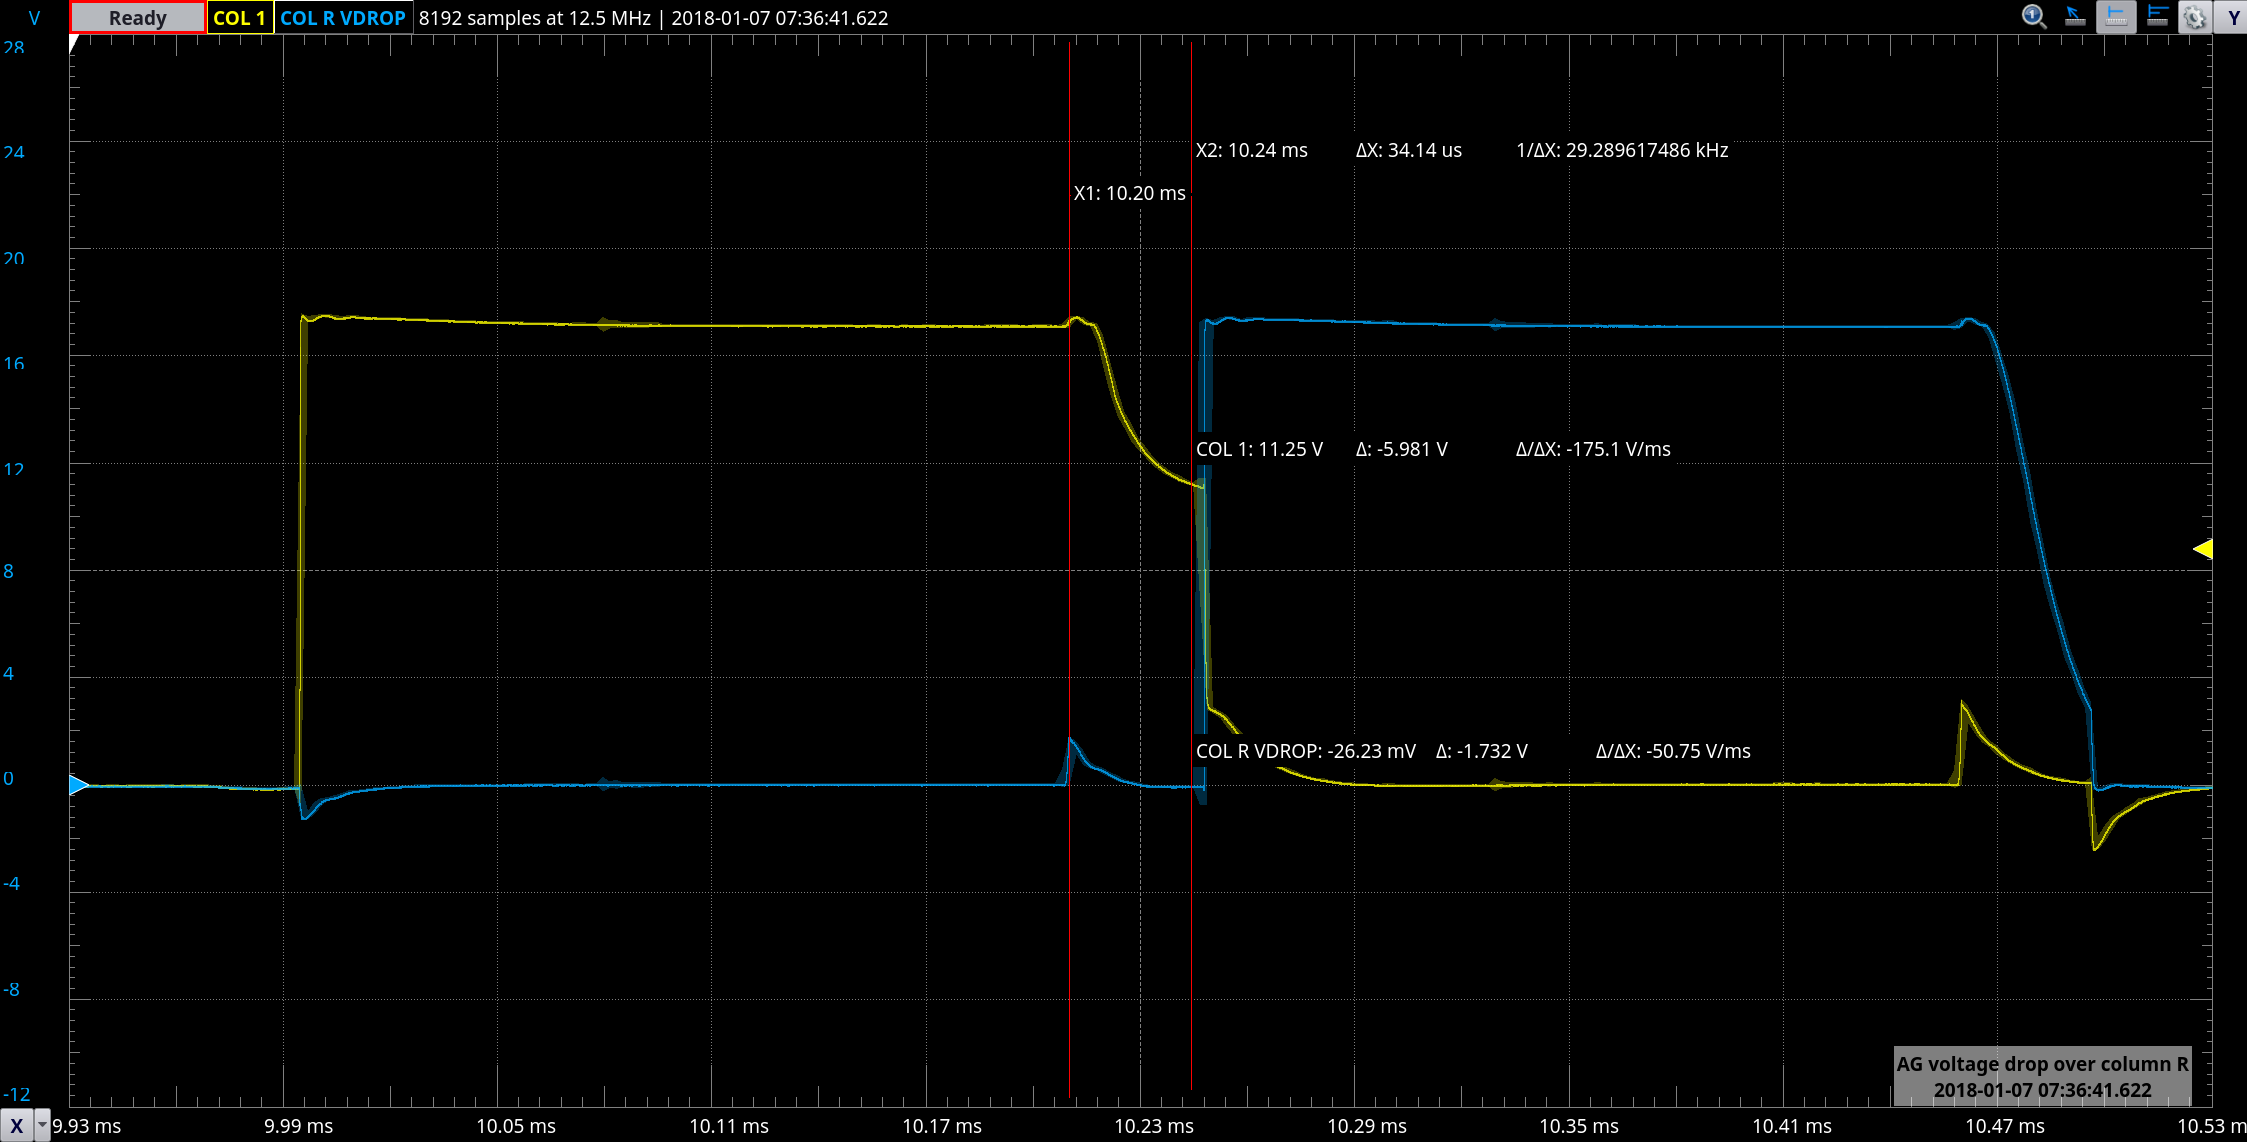 V Ready COL 1 COL R VDROP 8192 samples at 12.5 MHz | 2018-01-07 07:36:41.622 1 Y
28
24
20
16
12
8
4
0
-4
-8
-12
X2: 10.24 ms ΔX: 34.14 us 1/ΔX: 29.289617486 kHz
X1: 10.20 ms
COL 1: 11.25 V Δ: -5.981 V Δ/ΔX: -175.1 V/ms
COL R VDROP: -26.23 mV Δ: -1.732 V Δ/ΔX: -50.75 V/ms
AG voltage drop over column R
2018-01-07 07:36:41.622
X 9.93 ms 9.99 ms 10.05 ms 10.11 ms 10.17 ms 10.23 ms 10.29 ms 10.35 ms 10.41 ms 10.47 ms 10.53 m